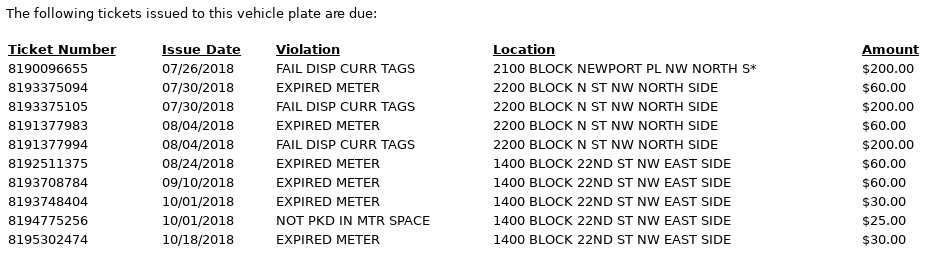 The following tickets issued to this vehicle plate are due:
Ticket Number Issue Date Violation Location Amount
8190096655 07/26/2018 FAIL DISP CURR TAGS 2100 BLOCK NEWPORT PL NW NORTH S* $200.00
8193375094 07/30/2018 EXPIRED METER 2200 BLOCK N ST NW NORTH SIDE $60.00
8193375105 07/30/2018 FAIL DISP CURR TAGS 2200 BLOCK N ST NW NORTH SIDE $200.00
8191377983 08/04/2018 EXPIRED METER 2200 BLOCK N ST NW NORTH SIDE $60.00
8191377994 08/04/2018 FAIL DISP CURR TAGS 2200 BLOCK N ST NW NORTH SIDE $200.00
8192511375 08/24/2018 EXPIRED METER 1400 BLOCK 22ND ST NW EAST SIDE $60.00
8193708784 09/10/2018 EXPIRED METER 1400 BLOCK 22ND ST NW EAST SIDE $60.00
8193748404 10/01/2018 EXPIRED METER 1400 BLOCK 22ND ST NW EAST SIDE $30.00
8194775256 10/01/2018 NOT PKD IN MTR SPACE 1400 BLOCK 22ND ST NW EAST SIDE $25.00
8195302474 10/18/2018 EXPIRED METER 1400 BLOCK 22ND ST NW EAST SIDE $30.00